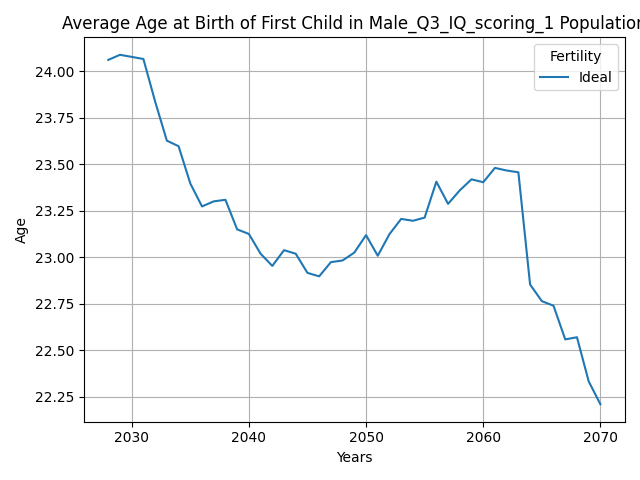 Average Age at Birth of First Child in Male_Q3_IQ_scoring_1 Population
Fertility
Ideal
Age
24.00
23.75
23.50
23.25
23.00
22.75
22.50
22.25
2030 2040 2050 2060 2070
Years